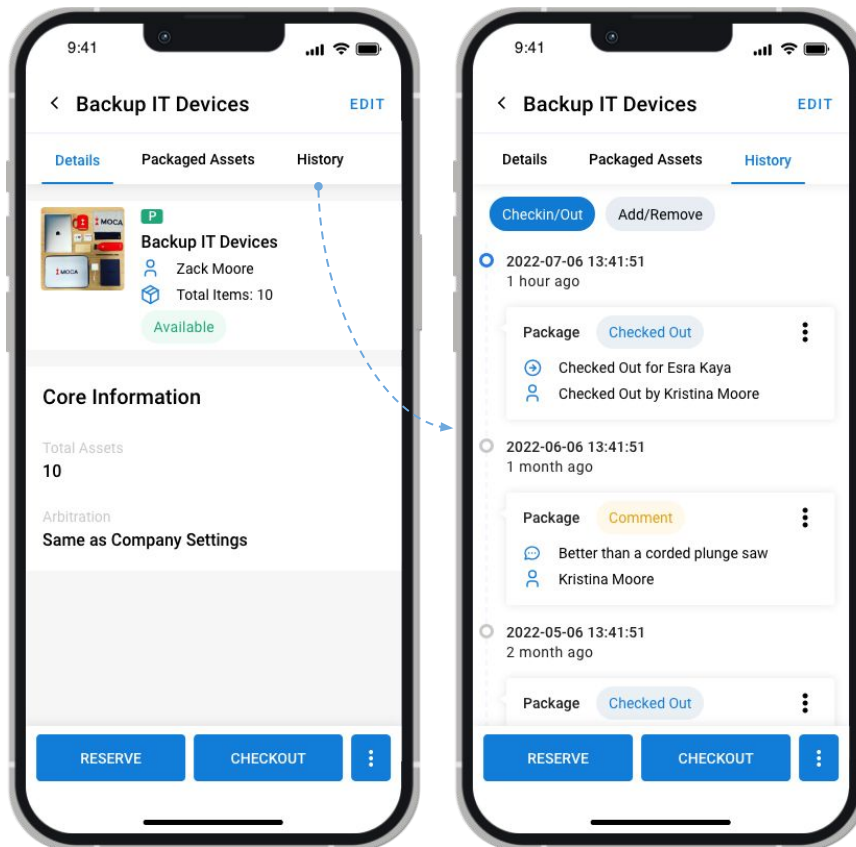 9:41
Backup IT Devices
EDIT
Details Packaged Assets History
MOCA
MOCA
P
Backup IT Devices
Zack Moore
Total Items: 10
Available
Core Information
Total Assets
10
Arbitration
Same as Company Settings
RESERVE CHECKOUT
9:41
Backup IT Devices
EDIT
Details Packaged Assets History
Checkin/Out Add/Remove
2022-07-06 13:41:51
1 hour ago
Package Checked Out
Checked Out for Esra Kaya
Checked Out by Kristina Moore
2022-06-06 13:41:51
1 month ago
Package Comment
Better than a corded plunge saw
Kristina Moore
2022-05-06 13:41:51
2 month ago
Package Checked Out
RESERVE CHECKOUT